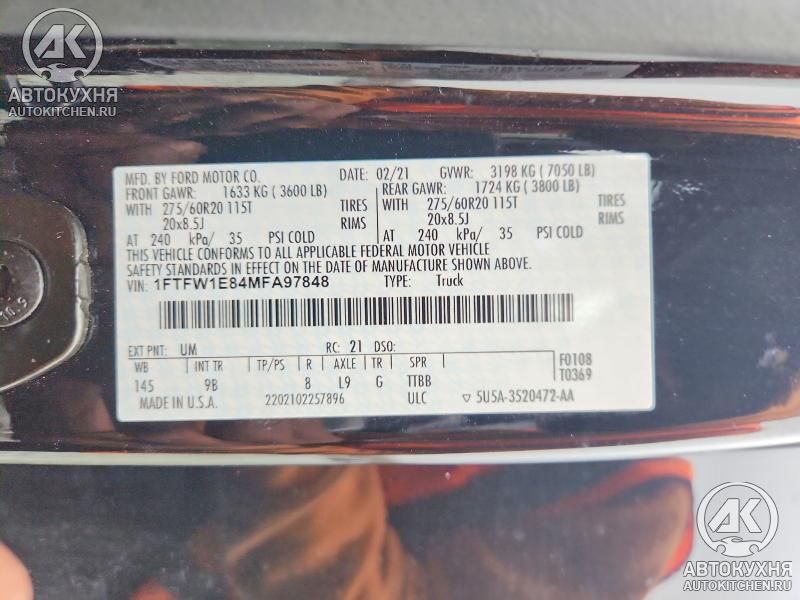 АК
АВТОКУХНЯ
AUTOKITCHEN.RU
MFD. BY FORD MOTOR CO. DATE: 02/21 GVWR: 3198 KG ( 7050 LB)
FRONT GAWR: 1633 KG ( 3600 LB) REAR GAWR: 1724 KG ( 3800 LB)
WITH 275/60R20 115T TIRES WITH 275/60R20 115T TIRES
20x8.5J RIMS 20x8.5J RIMS
AT 240 kPa/ 35 PSI COLD AT 240 kPa/ 35 PSI COLD
THIS VEHICLE CONFORMS TO ALL APPLICABLE FEDERAL MOTOR VEHICLE
SAFETY STANDARDS IN EFFECT ON THE DATE OF MANUFACTURE SHOWN ABOVE.
VIN: 1FTFW1E84MFA97848 TYPE: Truck
EXT PNT: UM RC: 21 DSO: F0108
WB INT TR TP/PS R AXLE TR SPR T0369
145 9B 8 L9 G TTBB
MADE IN U.S.A. 2202102257896 ULC ▽ 5U5A-3520472-AA
10.9
АК
АВТОКУХНЯ
AUTOKITCHEN.RU